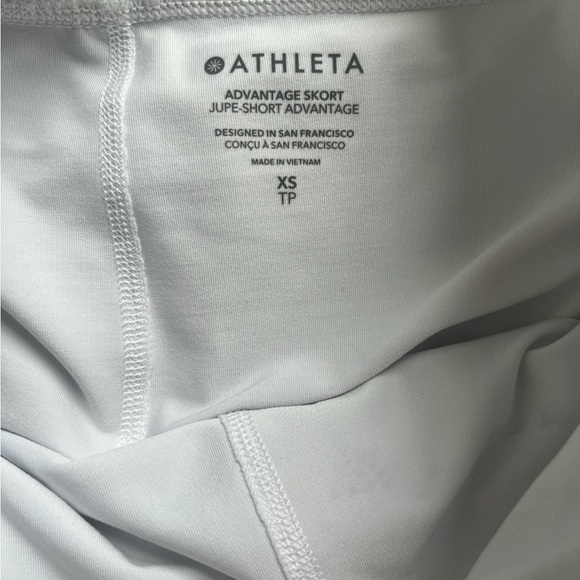 ATHLETA
ADVANTAGE SKORT
JUPE-SHORT ADVANTAGE
DESIGNED IN SAN FRANCISCO
CONÇU À SAN FRANCISCO
MADE IN VIETNAM
XS
TP